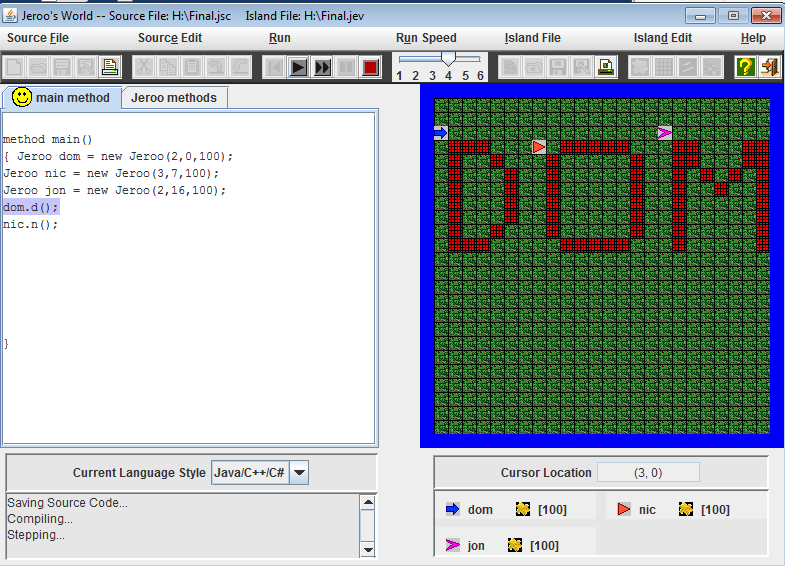 Jeroo's World -- Source File: H:\Final.jsc     Island File: H:\Final.jev
Source File Source Edit Run Run Speed Island File Island Edit Help
1 2 3 4 5 6
main method Jeroo methods
method main()
{ Jeroo dom = new Jeroo(2,0,100);
Jeroo nic = new Jeroo(3,7,100);
Jeroo jon = new Jeroo(2,16,100);
dom.d();
nic.n();
}
Current Language Style Java/C++/C#
Saving Source Code...
Compiling...
Stepping...
Cursor Location (3, 0)
dom [100] nic [100]
jon [100]